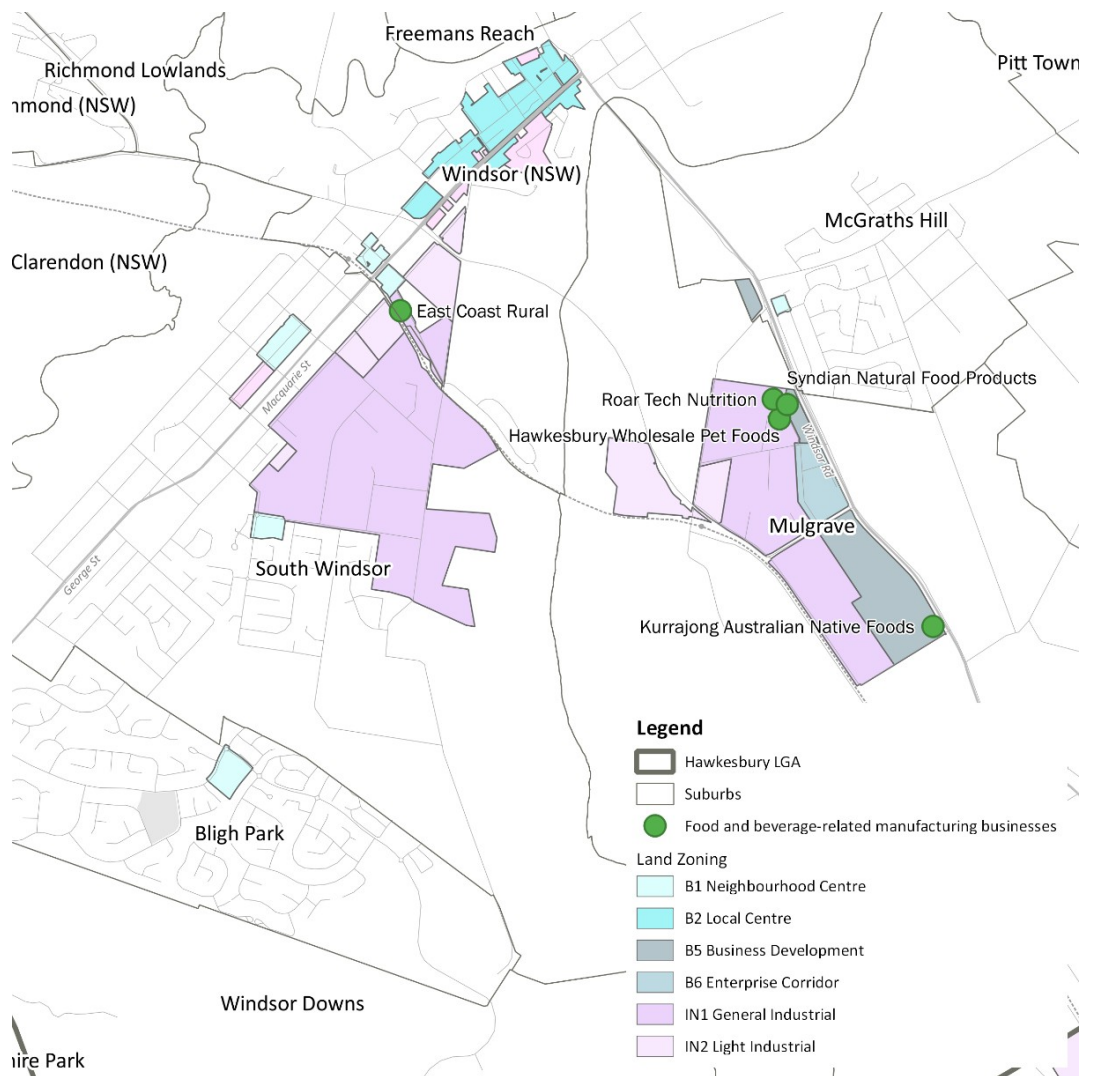 Freemans Reach
Richmond Lowlands
Pitt Town
nmond (NSW)
Windsor (NSW)
McGraths Hill
Clarendon (NSW)
East Coast Rural
Macquarie St
Syndian Natural Food Products
Roar Tech Nutrition
Hawkesbury Wholesale Pet Foods
Windsor Rd
Mulgrave
South Windsor
George St
Kurrajong Australian Native Foods
Bligh Park
Windsor Downs
hire Park
Legend
Hawkesbury LGA
Suburbs
Food and beverage-related manufacturing businesses
Land Zoning
B1 Neighbourhood Centre
B2 Local Centre
B5 Business Development
B6 Enterprise Corridor
IN1 General Industrial
IN2 Light Industrial